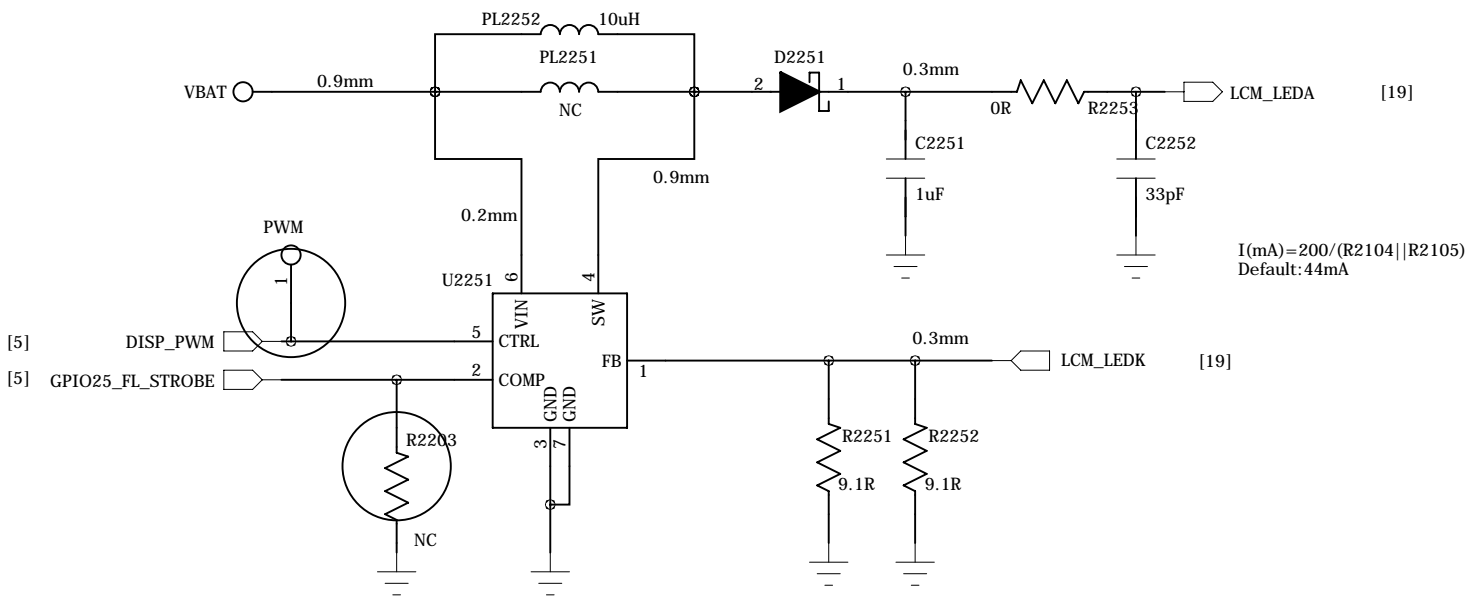 PL2252 10uH
PL2251
NC
VBAT
0.9mm
D2251
2
1
0.3mm
0R
R2253
LCM_LEDA
[19]
C2251
1uF
C2252
33pF
0.9mm
0.2mm
PWM
1
I(mA)=200/(R2104||R2105)
Default:44mA
U2251
6
VIN
4
SW
[5]
DISP_PWM
5
CTRL
[5]
GPIO25_FL_STROBE
2
COMP
FB
1
0.3mm
LCM_LEDK
[19]
GND
GND
3
7
R2203
NC
R2251
9.1R
R2252
9.1R